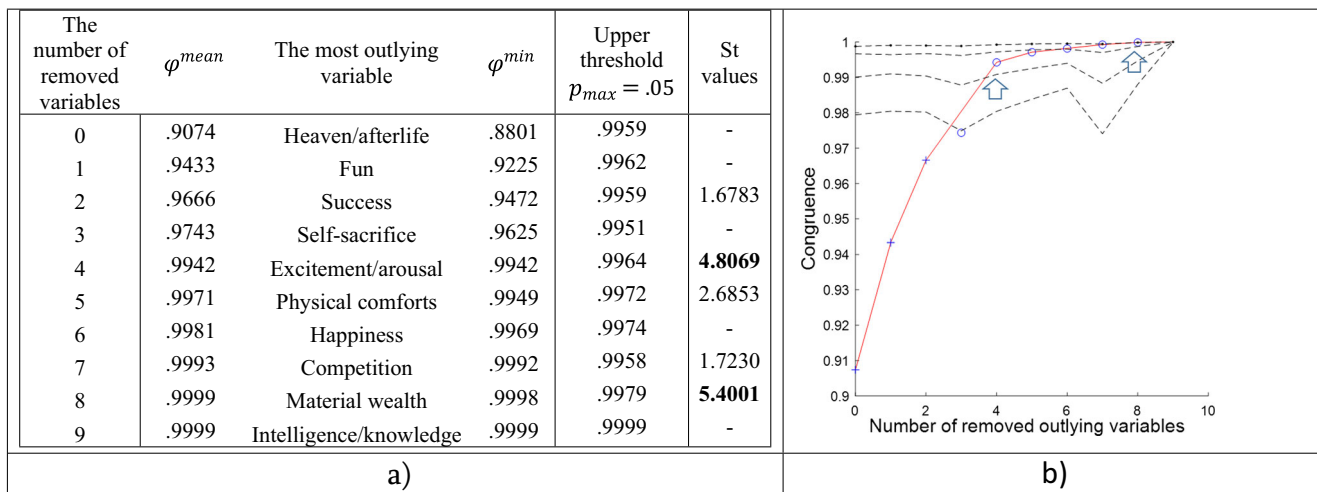 The number of removed variables φ^mean The most outlying variable φ^min Upper threshold p_max = .05 St values
0 .9074 Heaven/afterlife .8801 .9959 -
1 .9433 Fun .9225 .9962 -
2 .9666 Success .9472 .9959 1.6783
3 .9743 Self-sacrifice .9625 .9951 -
4 .9942 Excitement/arousal .9942 .9964 4.8069
5 .9971 Physical comforts .9949 .9972 2.6853
6 .9981 Happiness .9969 .9974 -
7 .9993 Competition .9992 .9958 1.7230
8 .9999 Material wealth .9998 .9979 5.4001
9 .9999 Intelligence/knowledge .9999 .9999 -
a)
Congruence
1
0.99
0.98
0.97
0.96
0.95
0.94
0.93
0.92
0.91
0.9
0 2 4 6 8 10
Number of removed outlying variables
b)